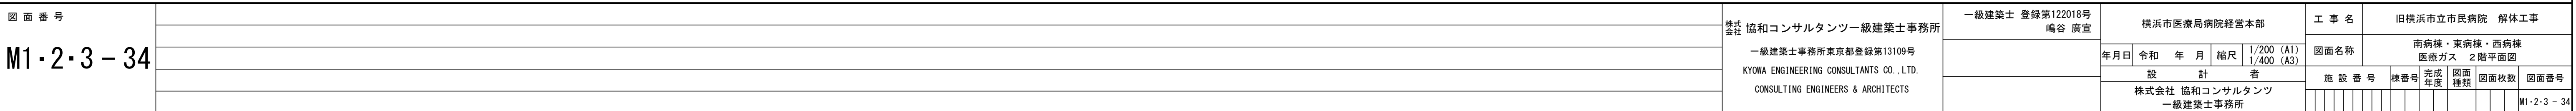 図面番号
M1・2・3－34
株式会社 協和コンサルタンツ一級建築士事務所
一級建築士事務所東京都登録第13109号
KYOWA ENGINEERING CONSULTANTS CO.,LTD.
CONSULTING ENGINEERS & ARCHITECTS
一級建築士 登録第122018号
嶋谷 廣宣
横浜市医療局病院経営本部
年月日 令和 年 月 縮尺 1/200 (A1)
1/400 (A3)
設計者
株式会社 協和コンサルタンツ
一級建築士事務所
工事名 旧横浜市立市民病院 解体工事
図面名称 南病棟・東病棟・西病棟
医療ガス ２階平面図
施設番号 棟番号 完成年度 図面種類 図面枚数 図面番号
M1・2・3 - 34